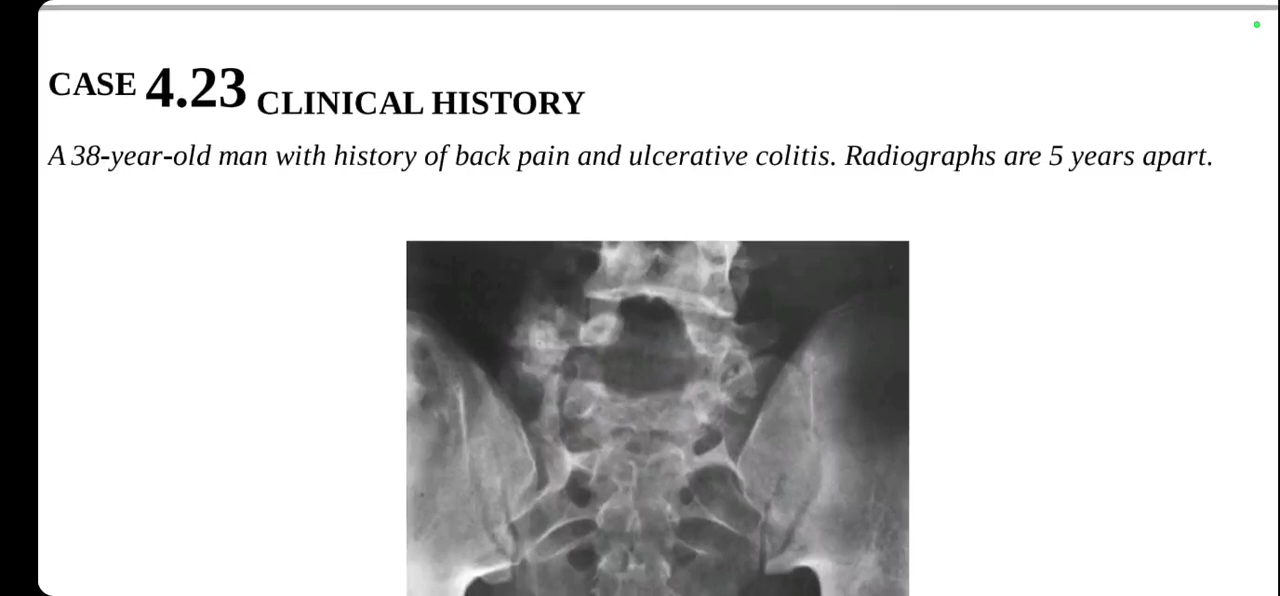 CASE 4.23 CLINICAL HISTORY
A 38-year-old man with history of back pain and ulcerative colitis. Radiographs are 5 years apart.